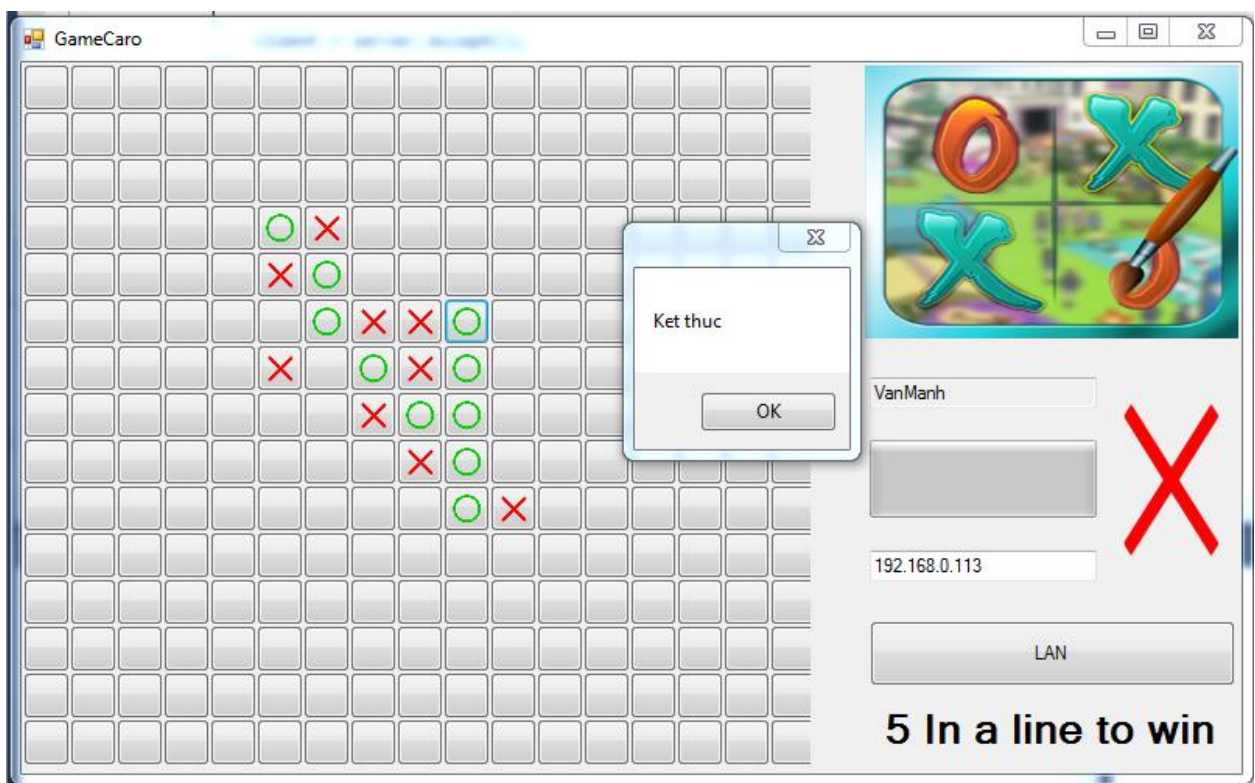 GameCaro
Ket thuc
OK
VanManh
192.168.0.113
LAN
5 In a line to win